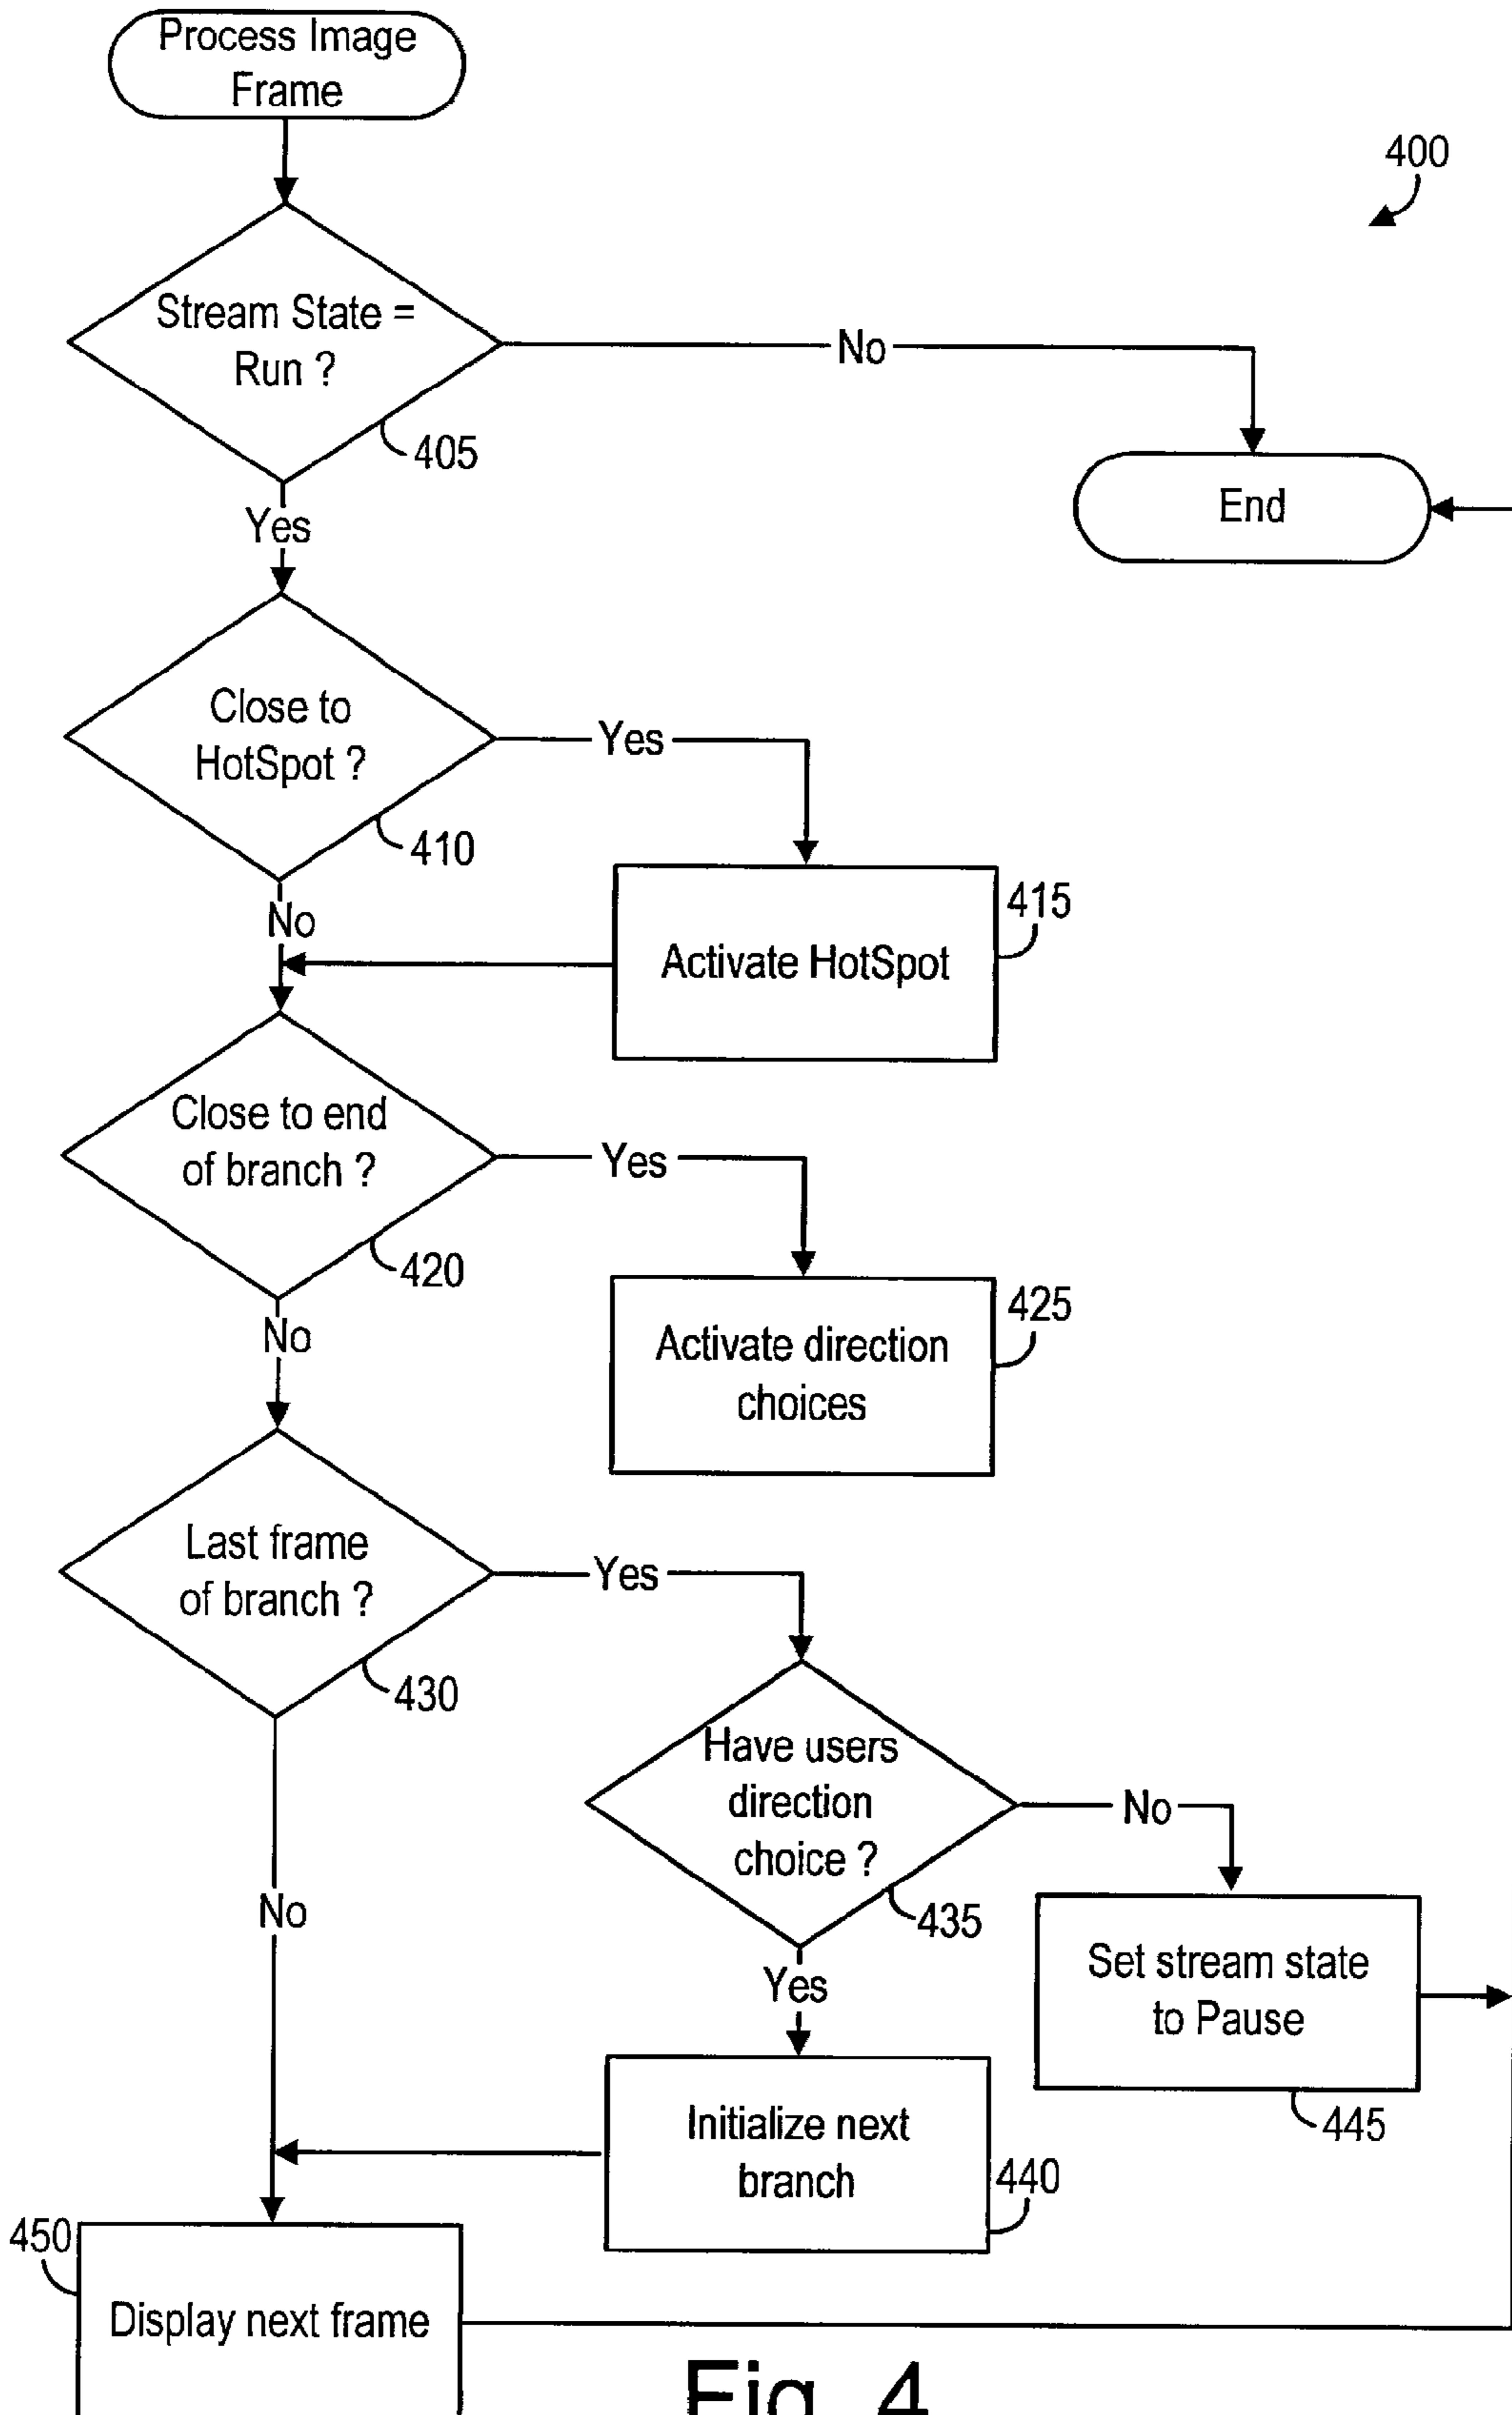 Process Image
Frame
400
Stream State =
Run ?
No
405
End
Yes
Close to
HotSpot ?
Yes
410
415
No
Activate HotSpot
Close to end
of branch ?
Yes
420
425
No
Activate direction
choices
Last frame
of branch ?
Yes
430
Have users
direction
choice ?
No
No
435
Set stream state
to Pause
Yes
445
Initialize next
branch
440
450
Display next frame
Fig. 4